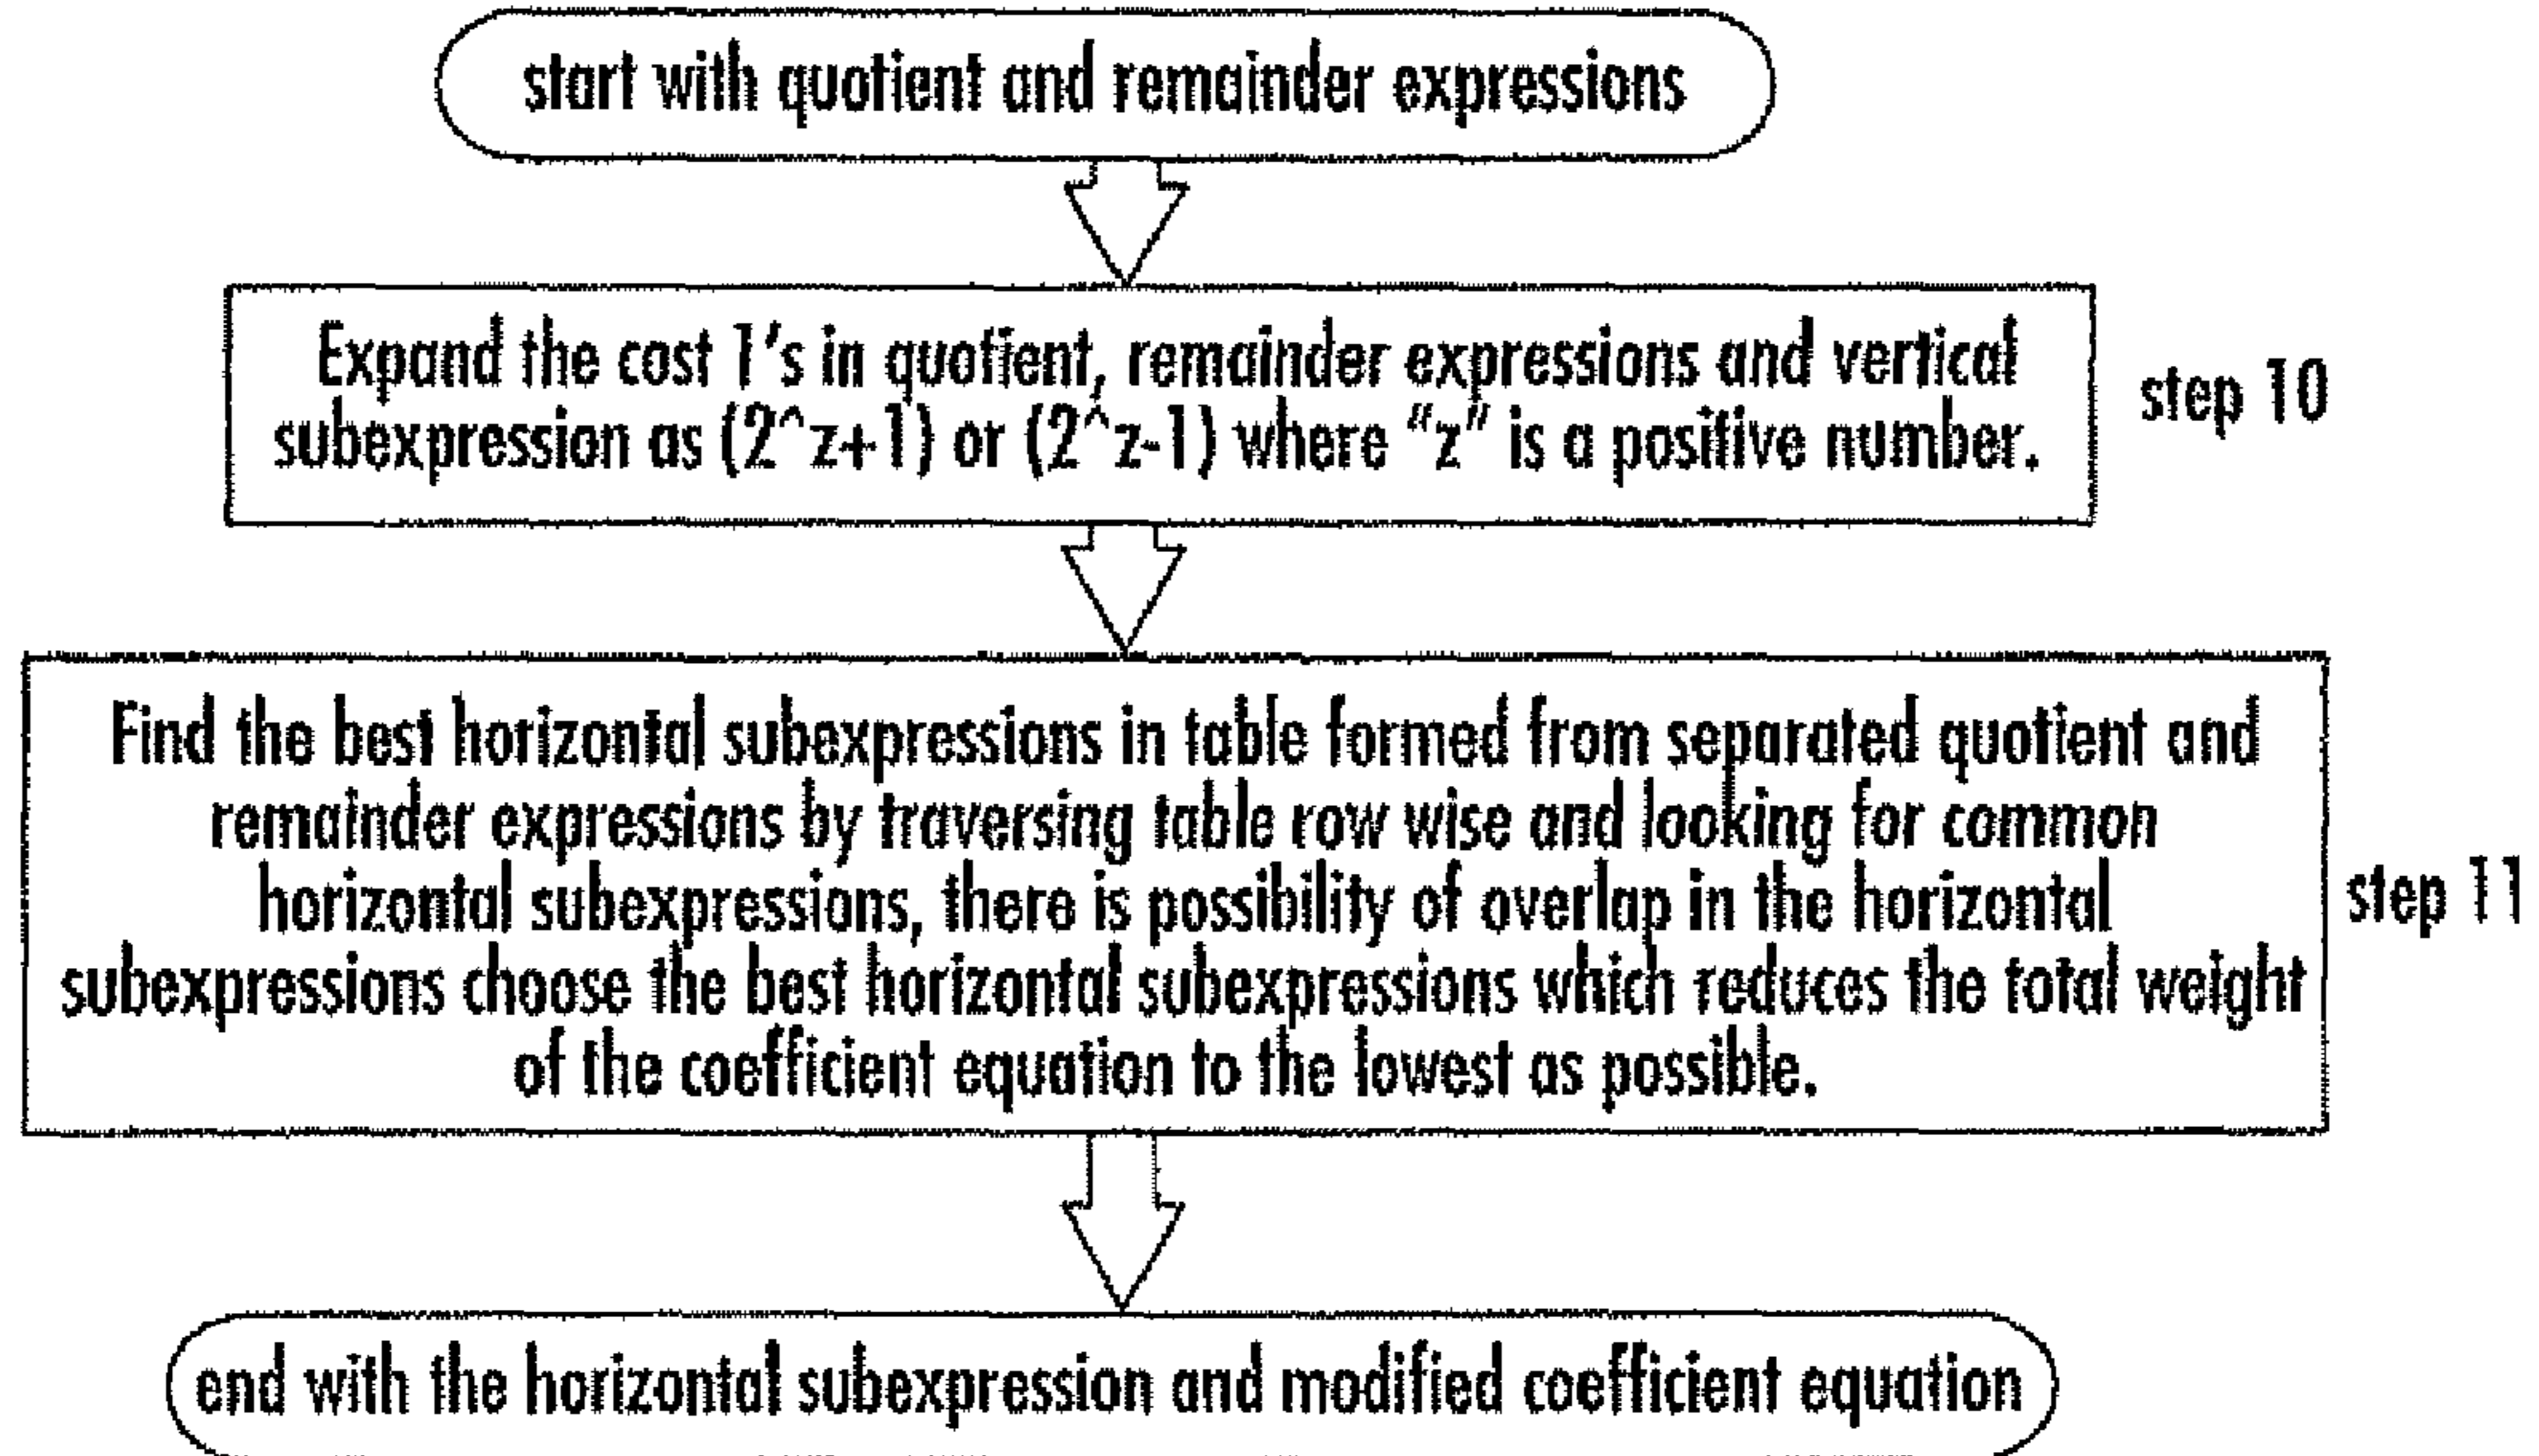 start with quotient and remainder expressions
Expand the cost 1's in quotient, remainder expressions and vertical
subexpression as (2^z+1) or (2^z-1) where "z" is a positive number.
step 10
Find the best horizontal subexpressions in table formed from separated quotient and
remainder expressions by traversing table row wise and looking for common
horizontal subexpressions, there is possibility of overlap in the horizontal
subexpressions choose the best horizontal subexpressions which reduces the total weight
of the coefficient equation to the lowest as possible.
step 11
end with the horizontal subexpression and modified coefficient equation